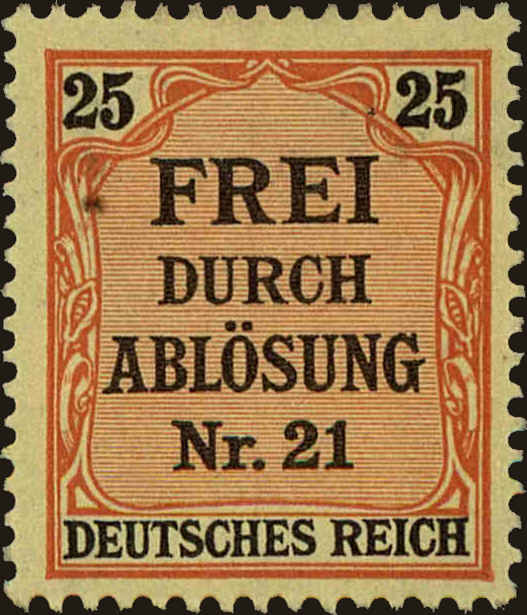 25 25
FREI
DURCH
ABLÖSUNG
Nr. 21
DEUTSCHES REICH